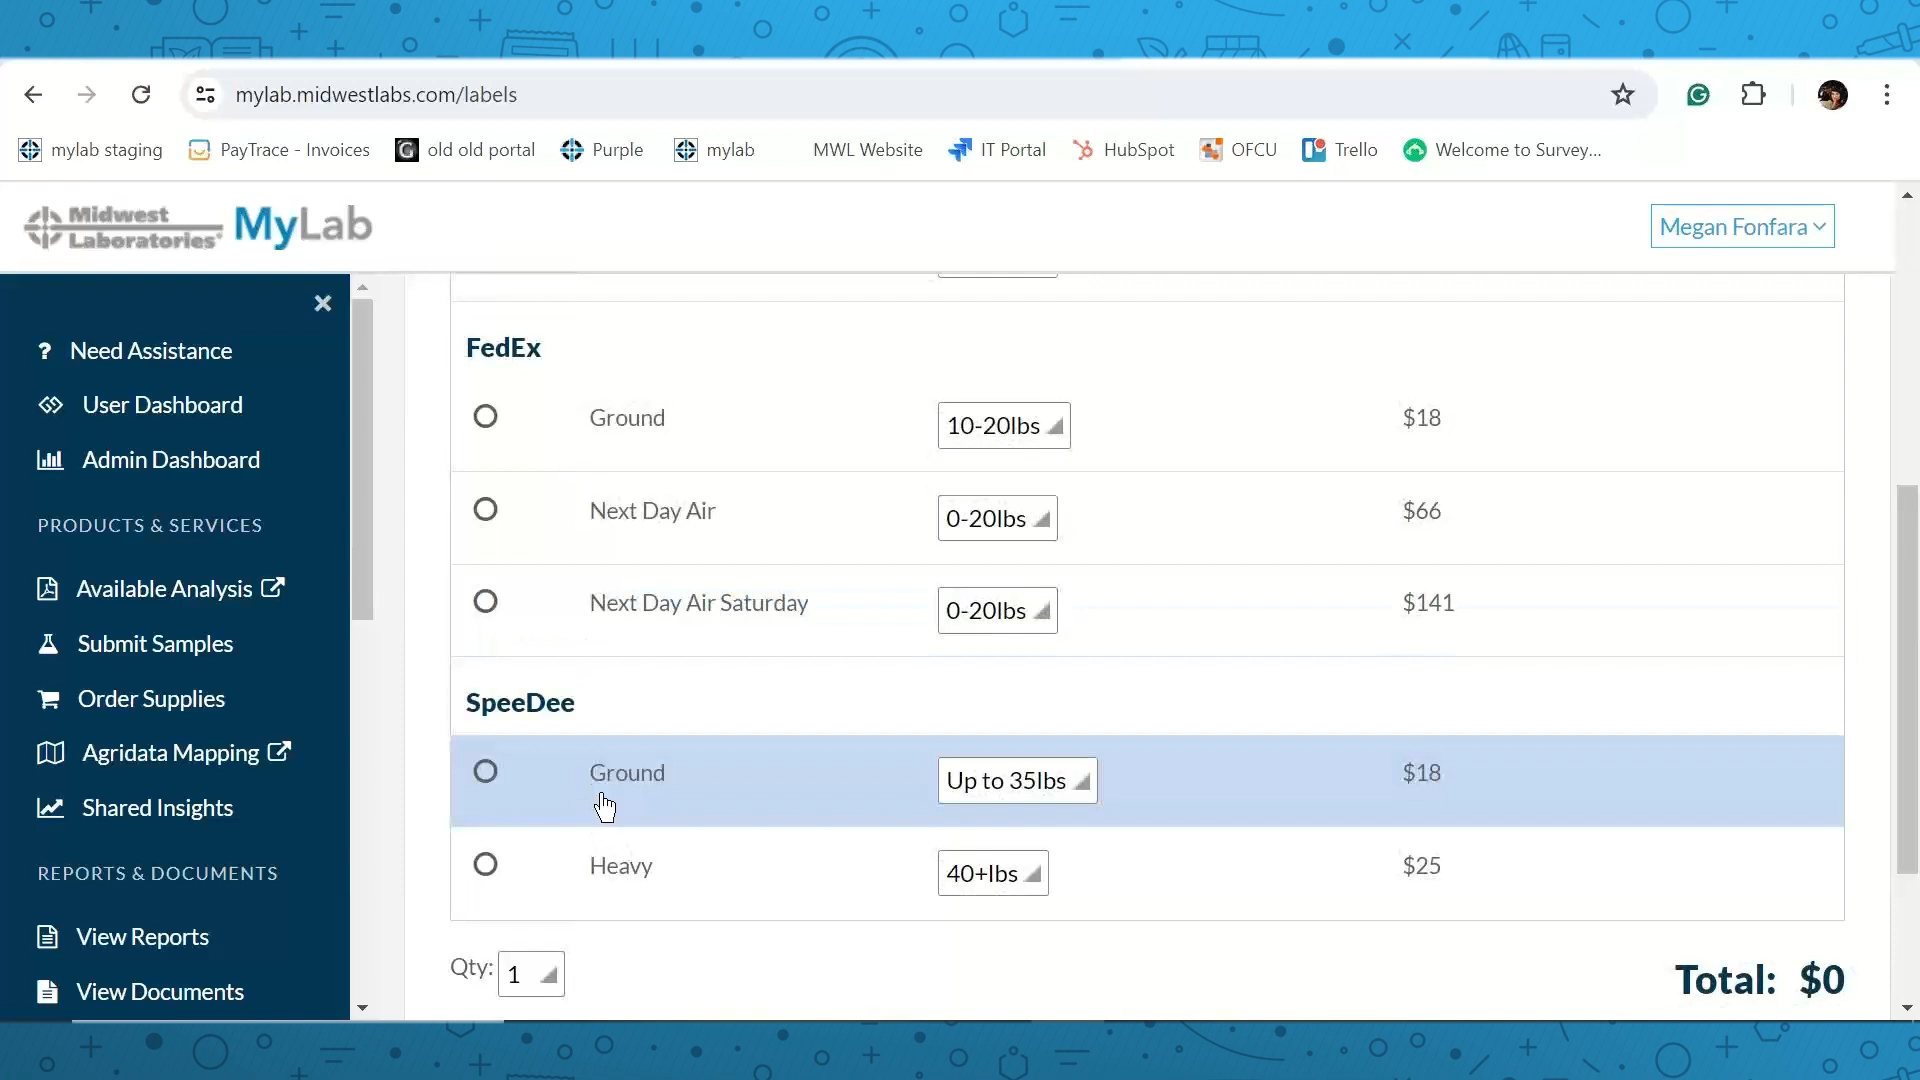 mylab.midwestlabs.com/labels
mylab staging PayTrace - Invoices old old portal Purple mylab MWL Website IT Portal HubSpot OFCU Trello Welcome to Survey...
Midwest Laboratories® MyLab
Megan Fonfara
Need Assistance
User Dashboard
Admin Dashboard
PRODUCTS & SERVICES
Available Analysis
Submit Samples
Order Supplies
Agridata Mapping
Shared Insights
REPORTS & DOCUMENTS
View Reports
View Documents
FedEx
Ground 10-20lbs $18
Next Day Air 0-20lbs $66
Next Day Air Saturday 0-20lbs $141
SpeeDee
Ground Up to 35lbs $18
Heavy 40+lbs $25
Qty: 1
Total: $0